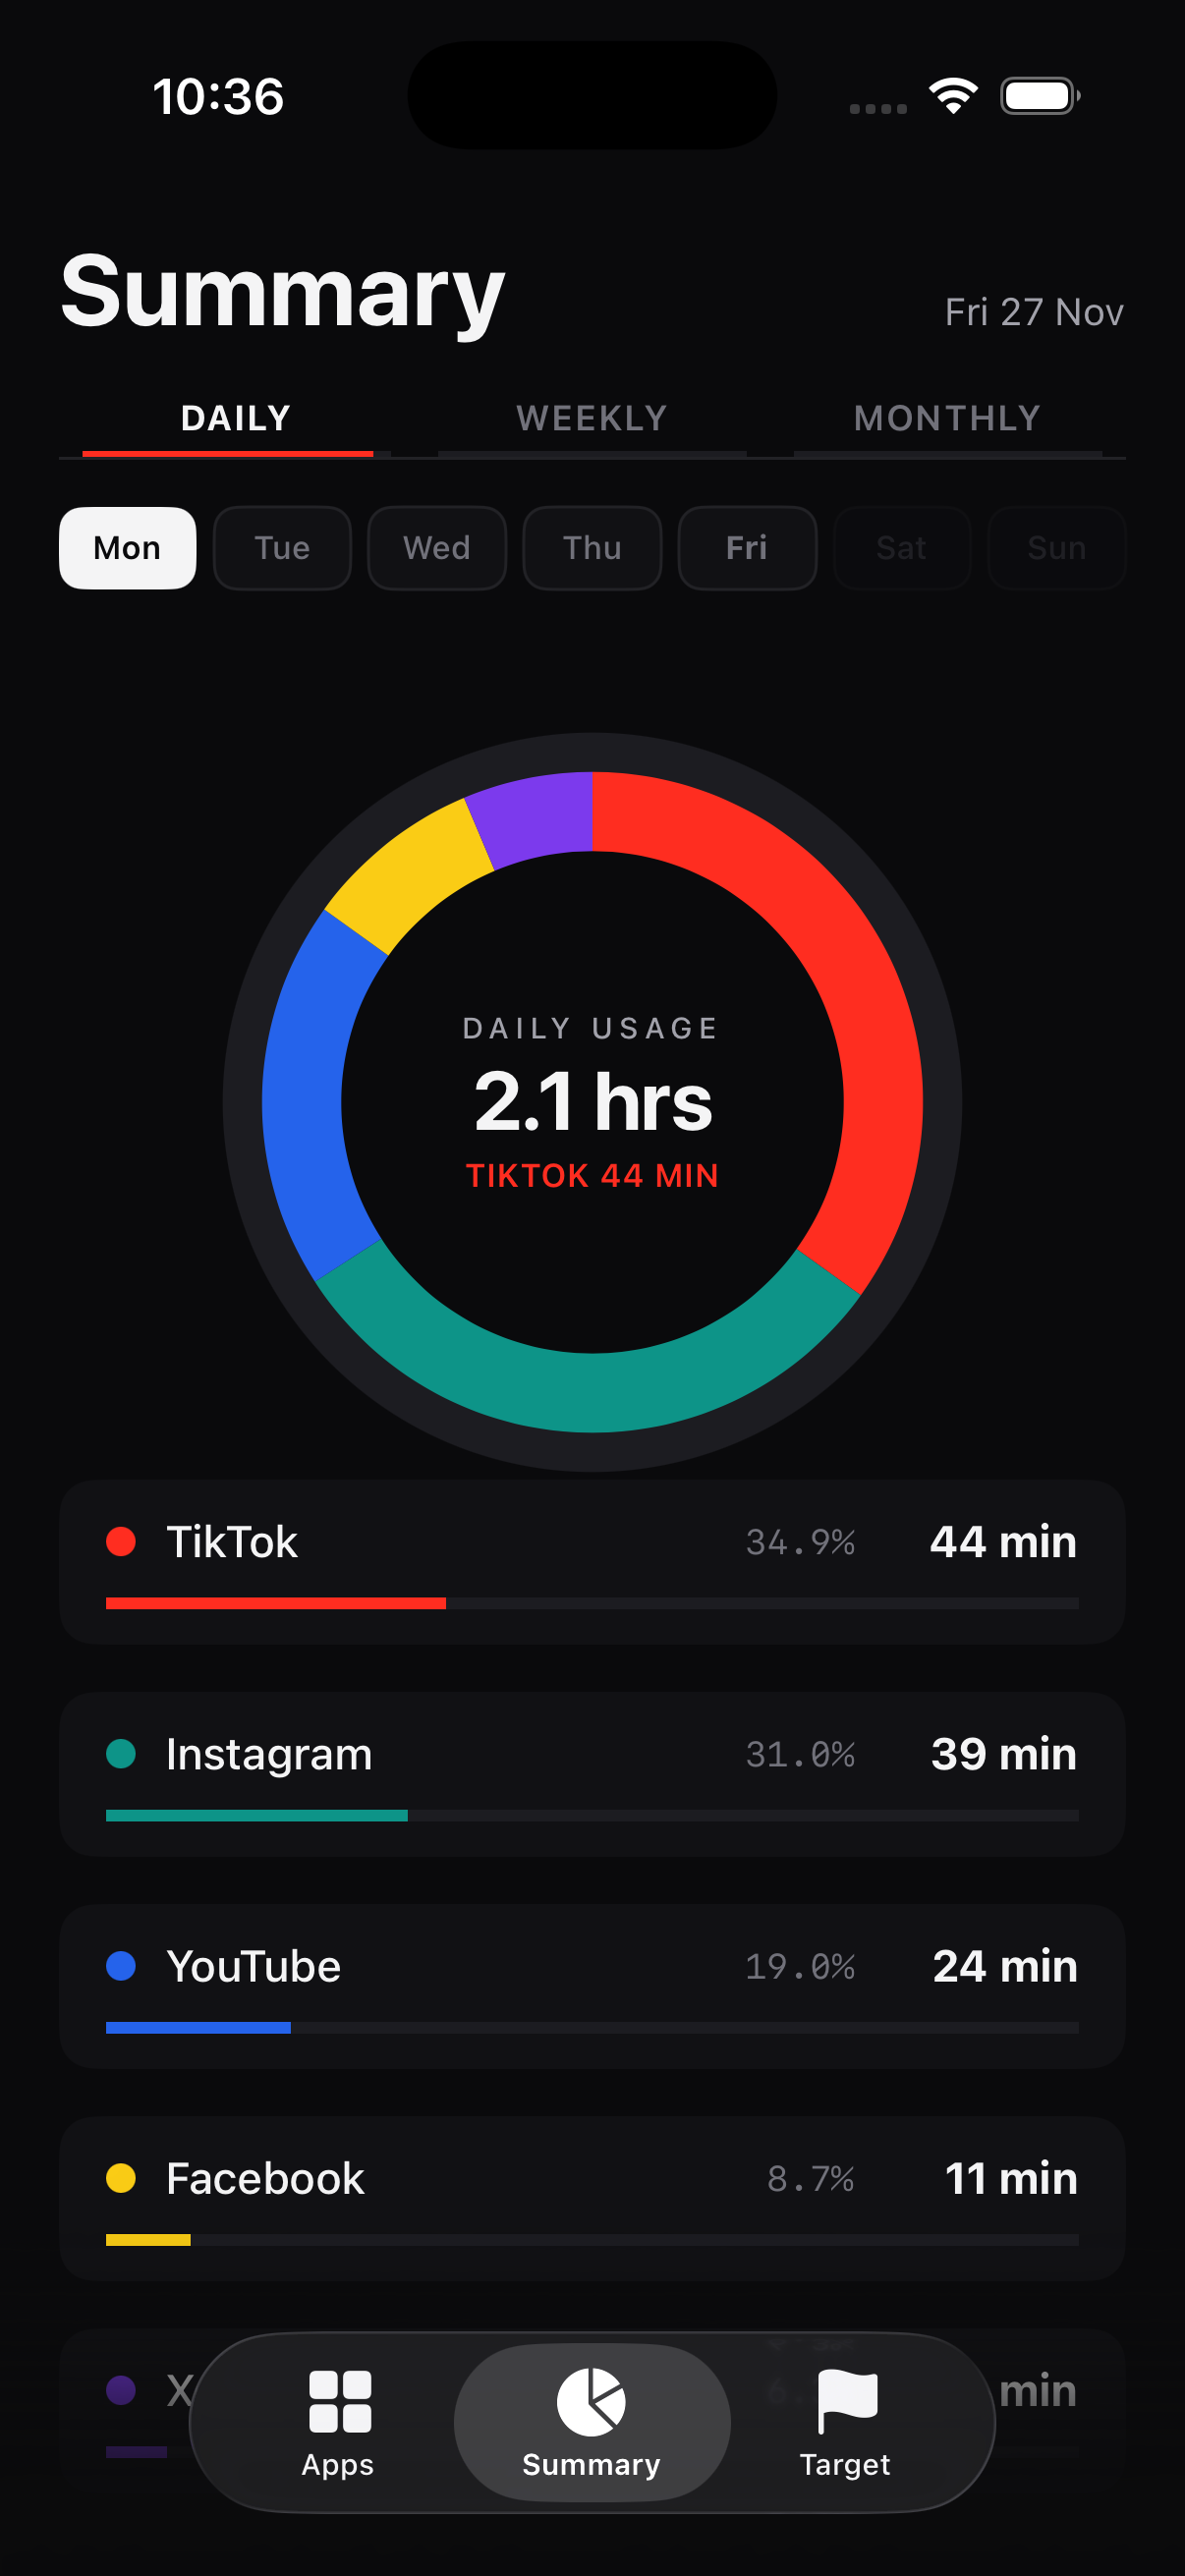 10:36
Summary
Fri 27 Nov
DAILY WEEKLY MONTHLY
Mon Tue Wed Thu Fri Sat Sun
DAILY USAGE
2.1 hrs
TIKTOK 44 MIN
TikTok 34.9% 44 min
Instagram 31.0% 39 min
YouTube 19.0% 24 min
Facebook 8.7% 11 min
X min
Apps Summary Target